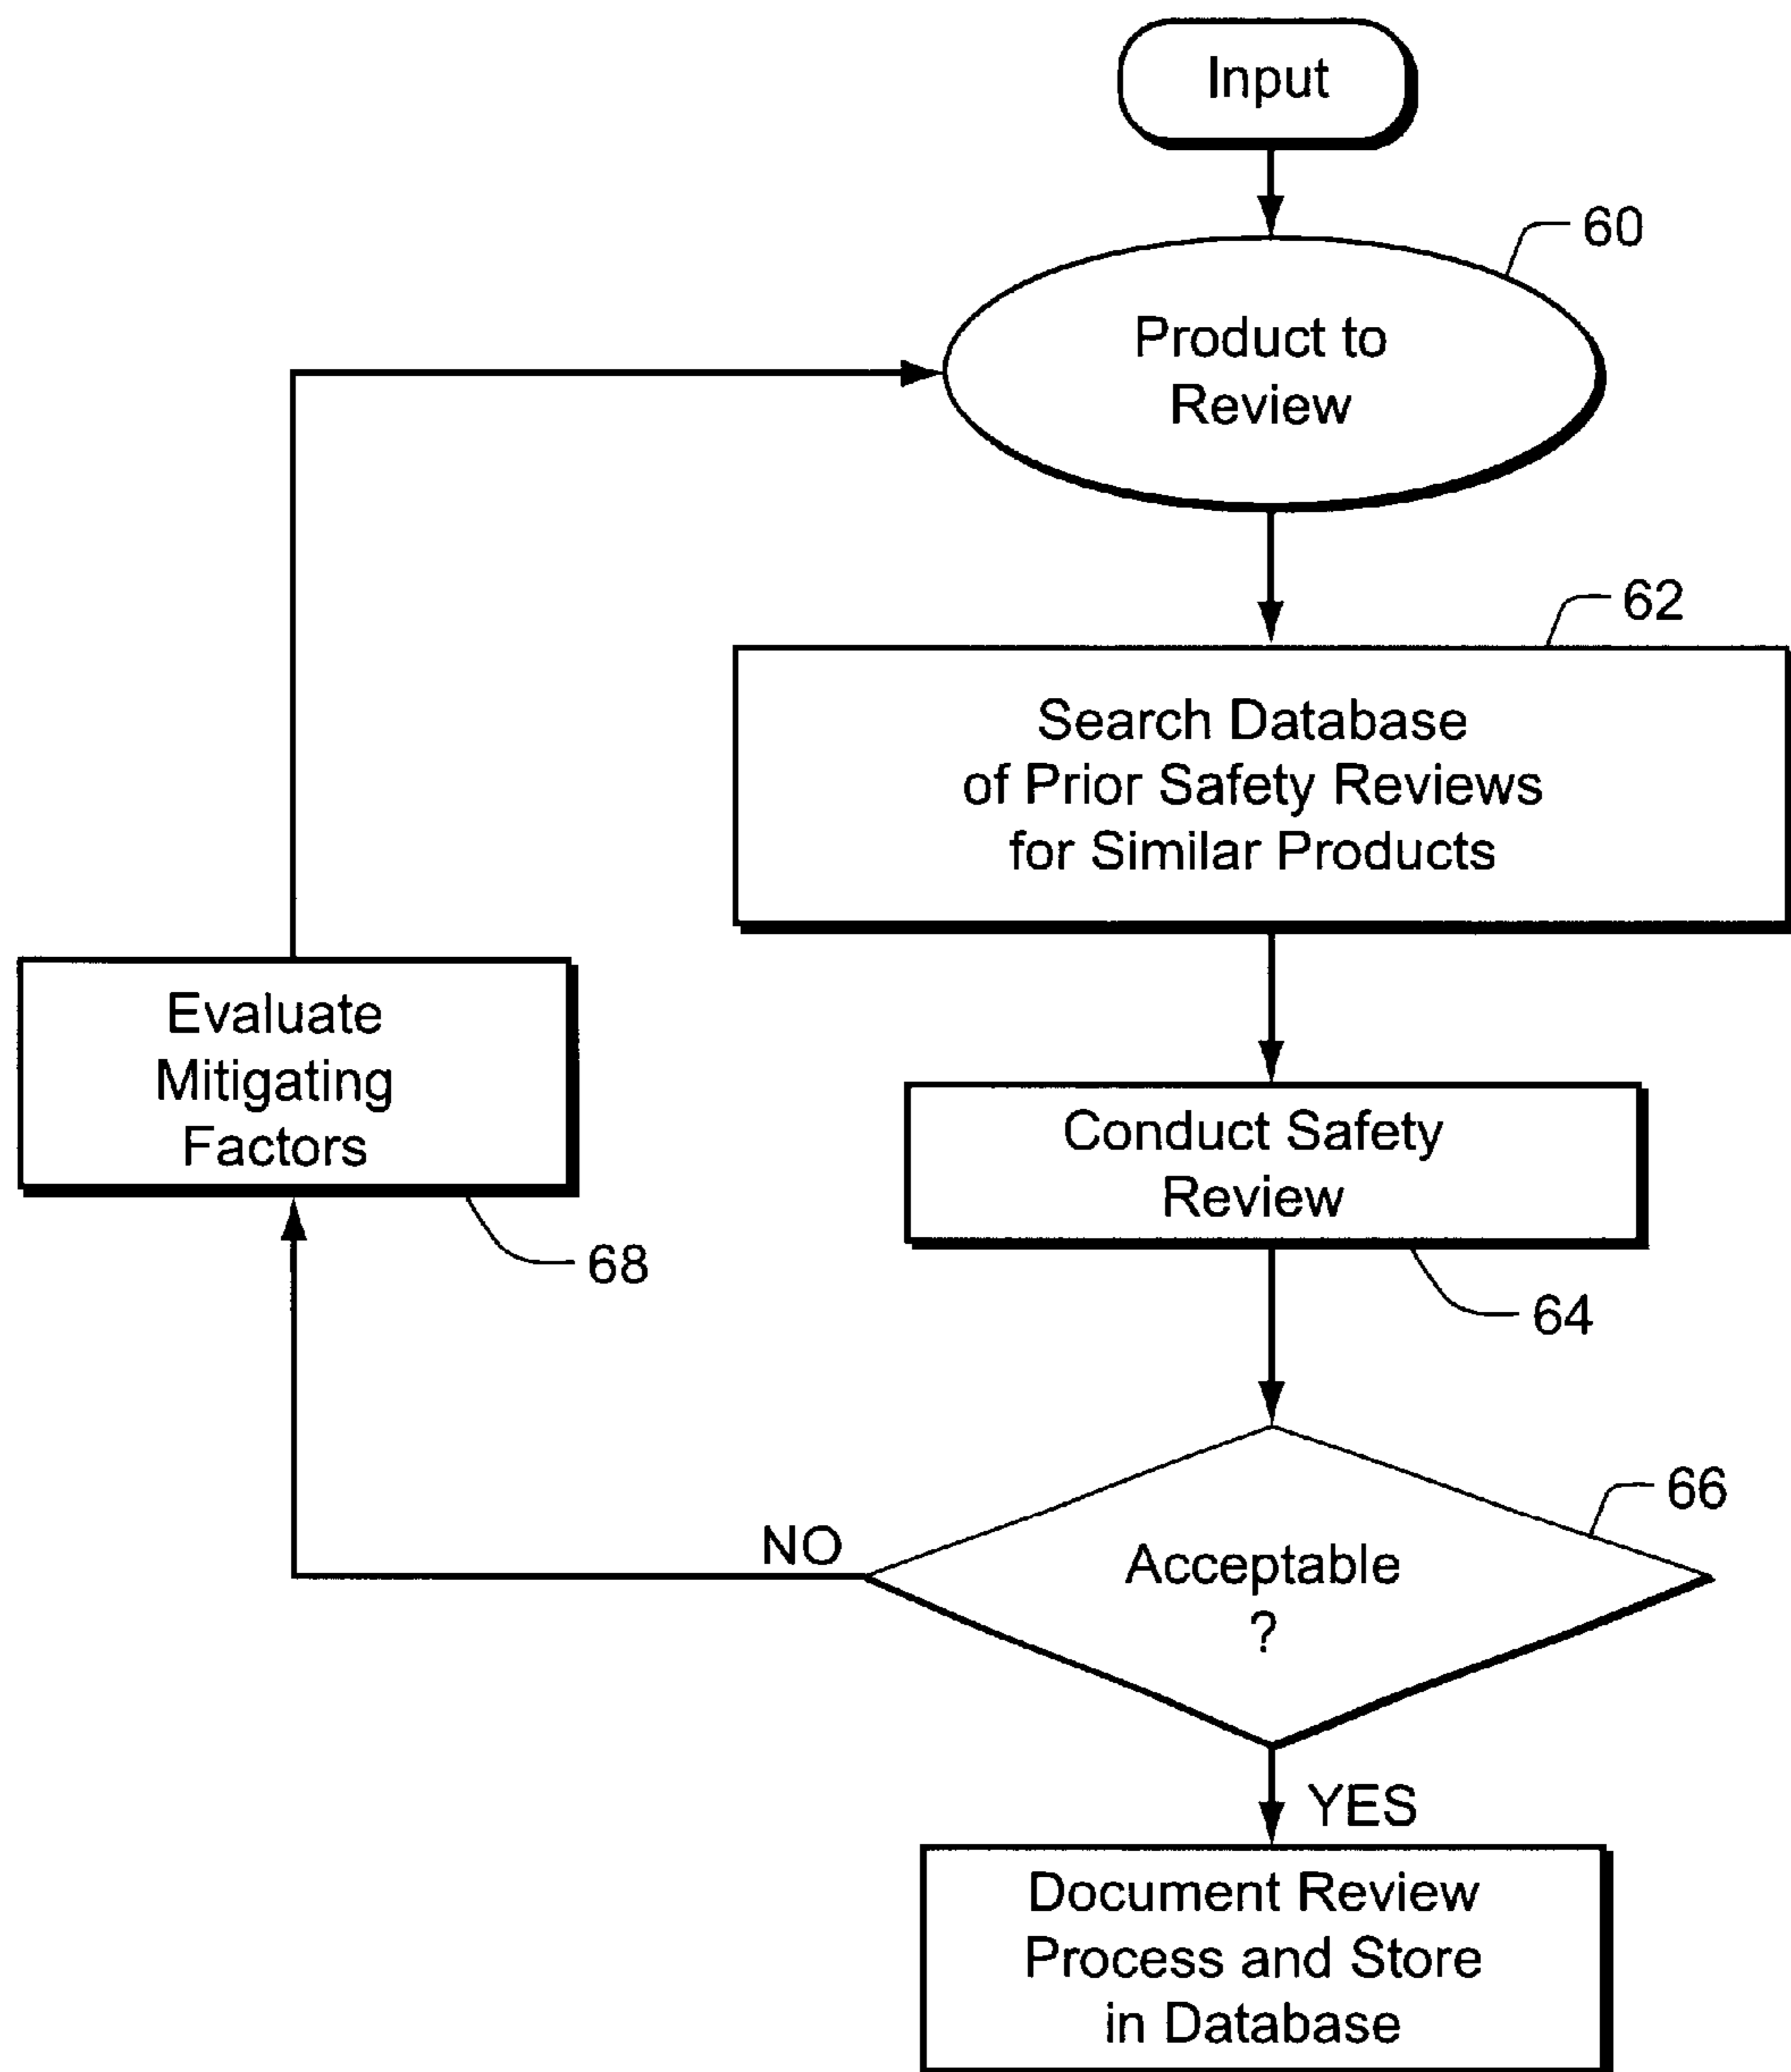 Input
60
Product to
Review
62
Search Database
of Prior Safety Reviews
for Similar Products
Evaluate
Mitigating
Factors
68
Conduct Safety
Review
64
66
NO
Acceptable
?
YES
Document Review
Process and Store
in Database